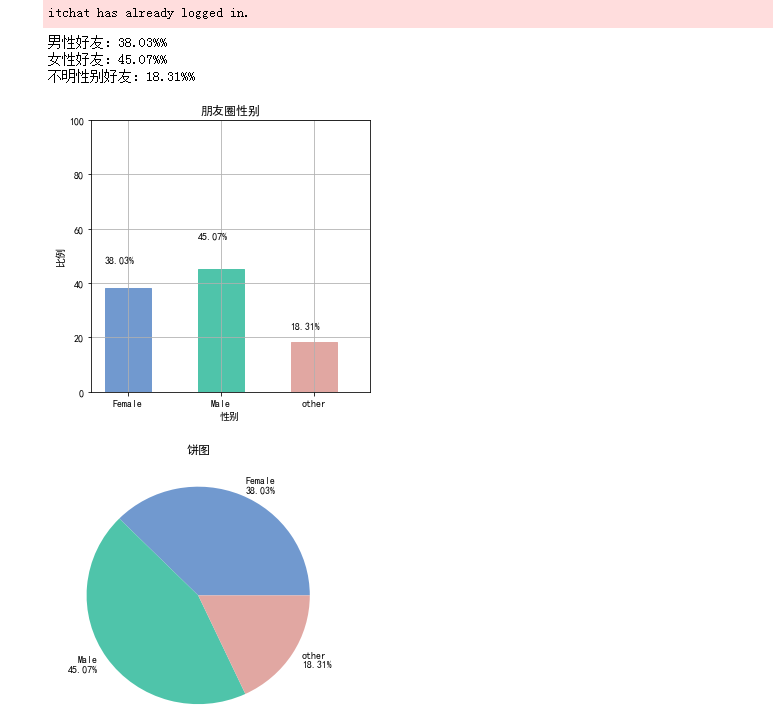 itchat has already logged in.
男性好友：38.03%%
女性好友：45.07%%
不明性别好友：18.31%%
朋友圈性别
100
80
60
40
20
0
比例
38.03%
45.07%
18.31%
Female
Male
other
性别
饼图
Female
38.03%
Male
45.07%
other
18.31%